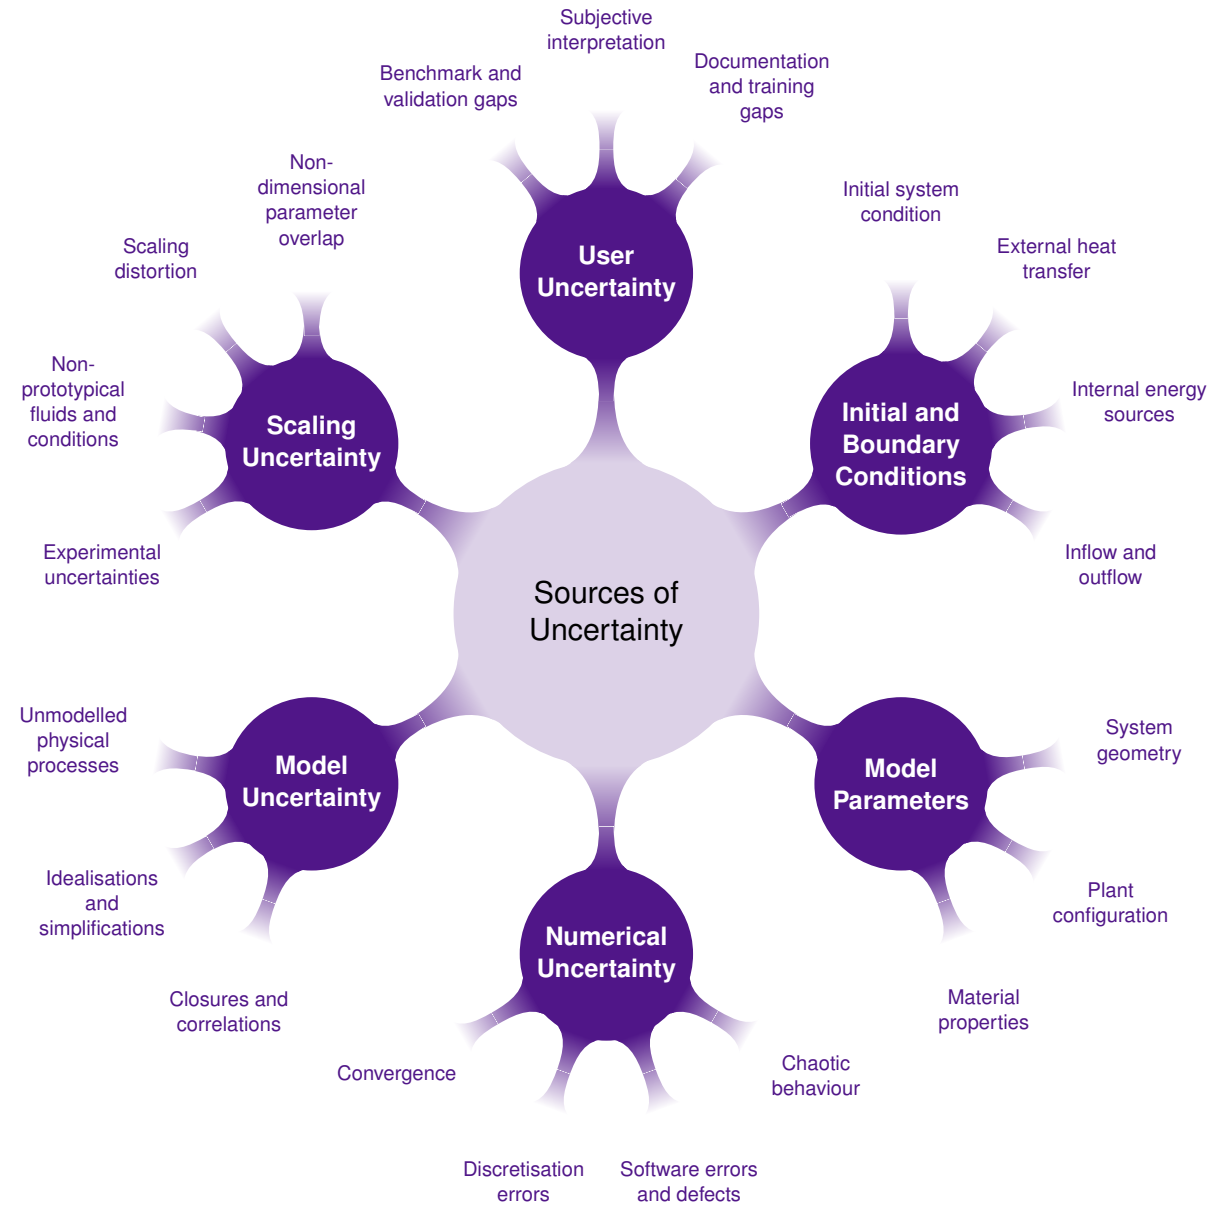 Subjective
interpretation
Benchmark and
validation gaps
Documentation
and training
gaps
User
Uncertainty
Initial system
condition
External heat
transfer
Internal energy
sources
Inflow and
outflow
Initial and
Boundary
Conditions
Non-
dimensional
parameter
overlap
Scaling
distortion
Non-
prototypical
fluids and
conditions
Experimental
uncertainties
Scaling
Uncertainty
Sources of
Uncertainty
Unmodelled
physical
processes
Idealisations
and
simplifications
Closures and
correlations
Model
Uncertainty
System
geometry
Plant
configuration
Material
properties
Model
Parameters
Numerical
Uncertainty
Convergence
Discretisation
errors
Software errors
and defects
Chaotic
behaviour